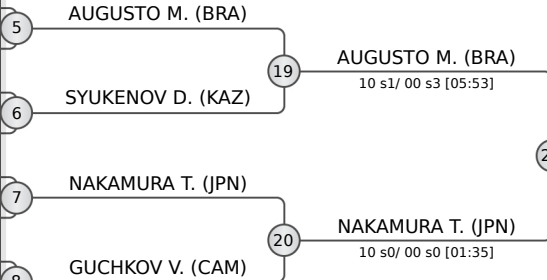 AUGUSTO M. (BRA)
5
19
AUGUSTO M. (BRA)
10 s1/ 00 s3 [05:53]
SYUKENOV D. (KAZ)
6
NAKAMURA T. (JPN)
7
20
NAKAMURA T. (JPN)
10 s0/ 00 s0 [01:35]
GUCHKOV V. (CAM)
8